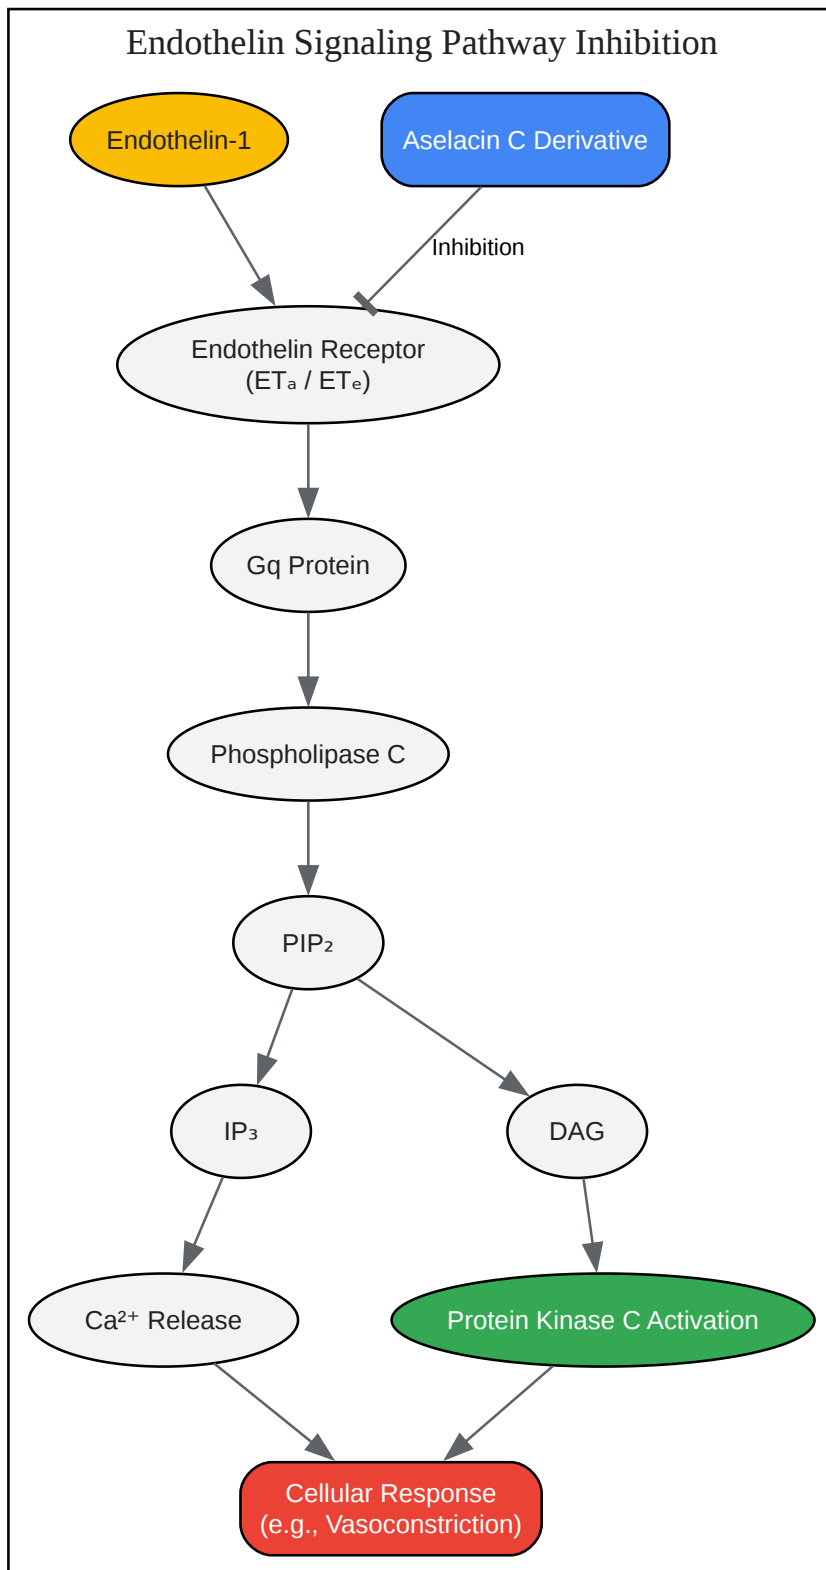 Endothelin Signaling Pathway Inhibition
Endothelin-1
Aselacin C Derivative
Inhibition
Endothelin Receptor
(ETₐ / ETₑ)
Gq Protein
Phospholipase C
PIP₂
IP₃
DAG
Ca²⁺ Release
Protein Kinase C Activation
Cellular Response
(e.g., Vasoconstriction)